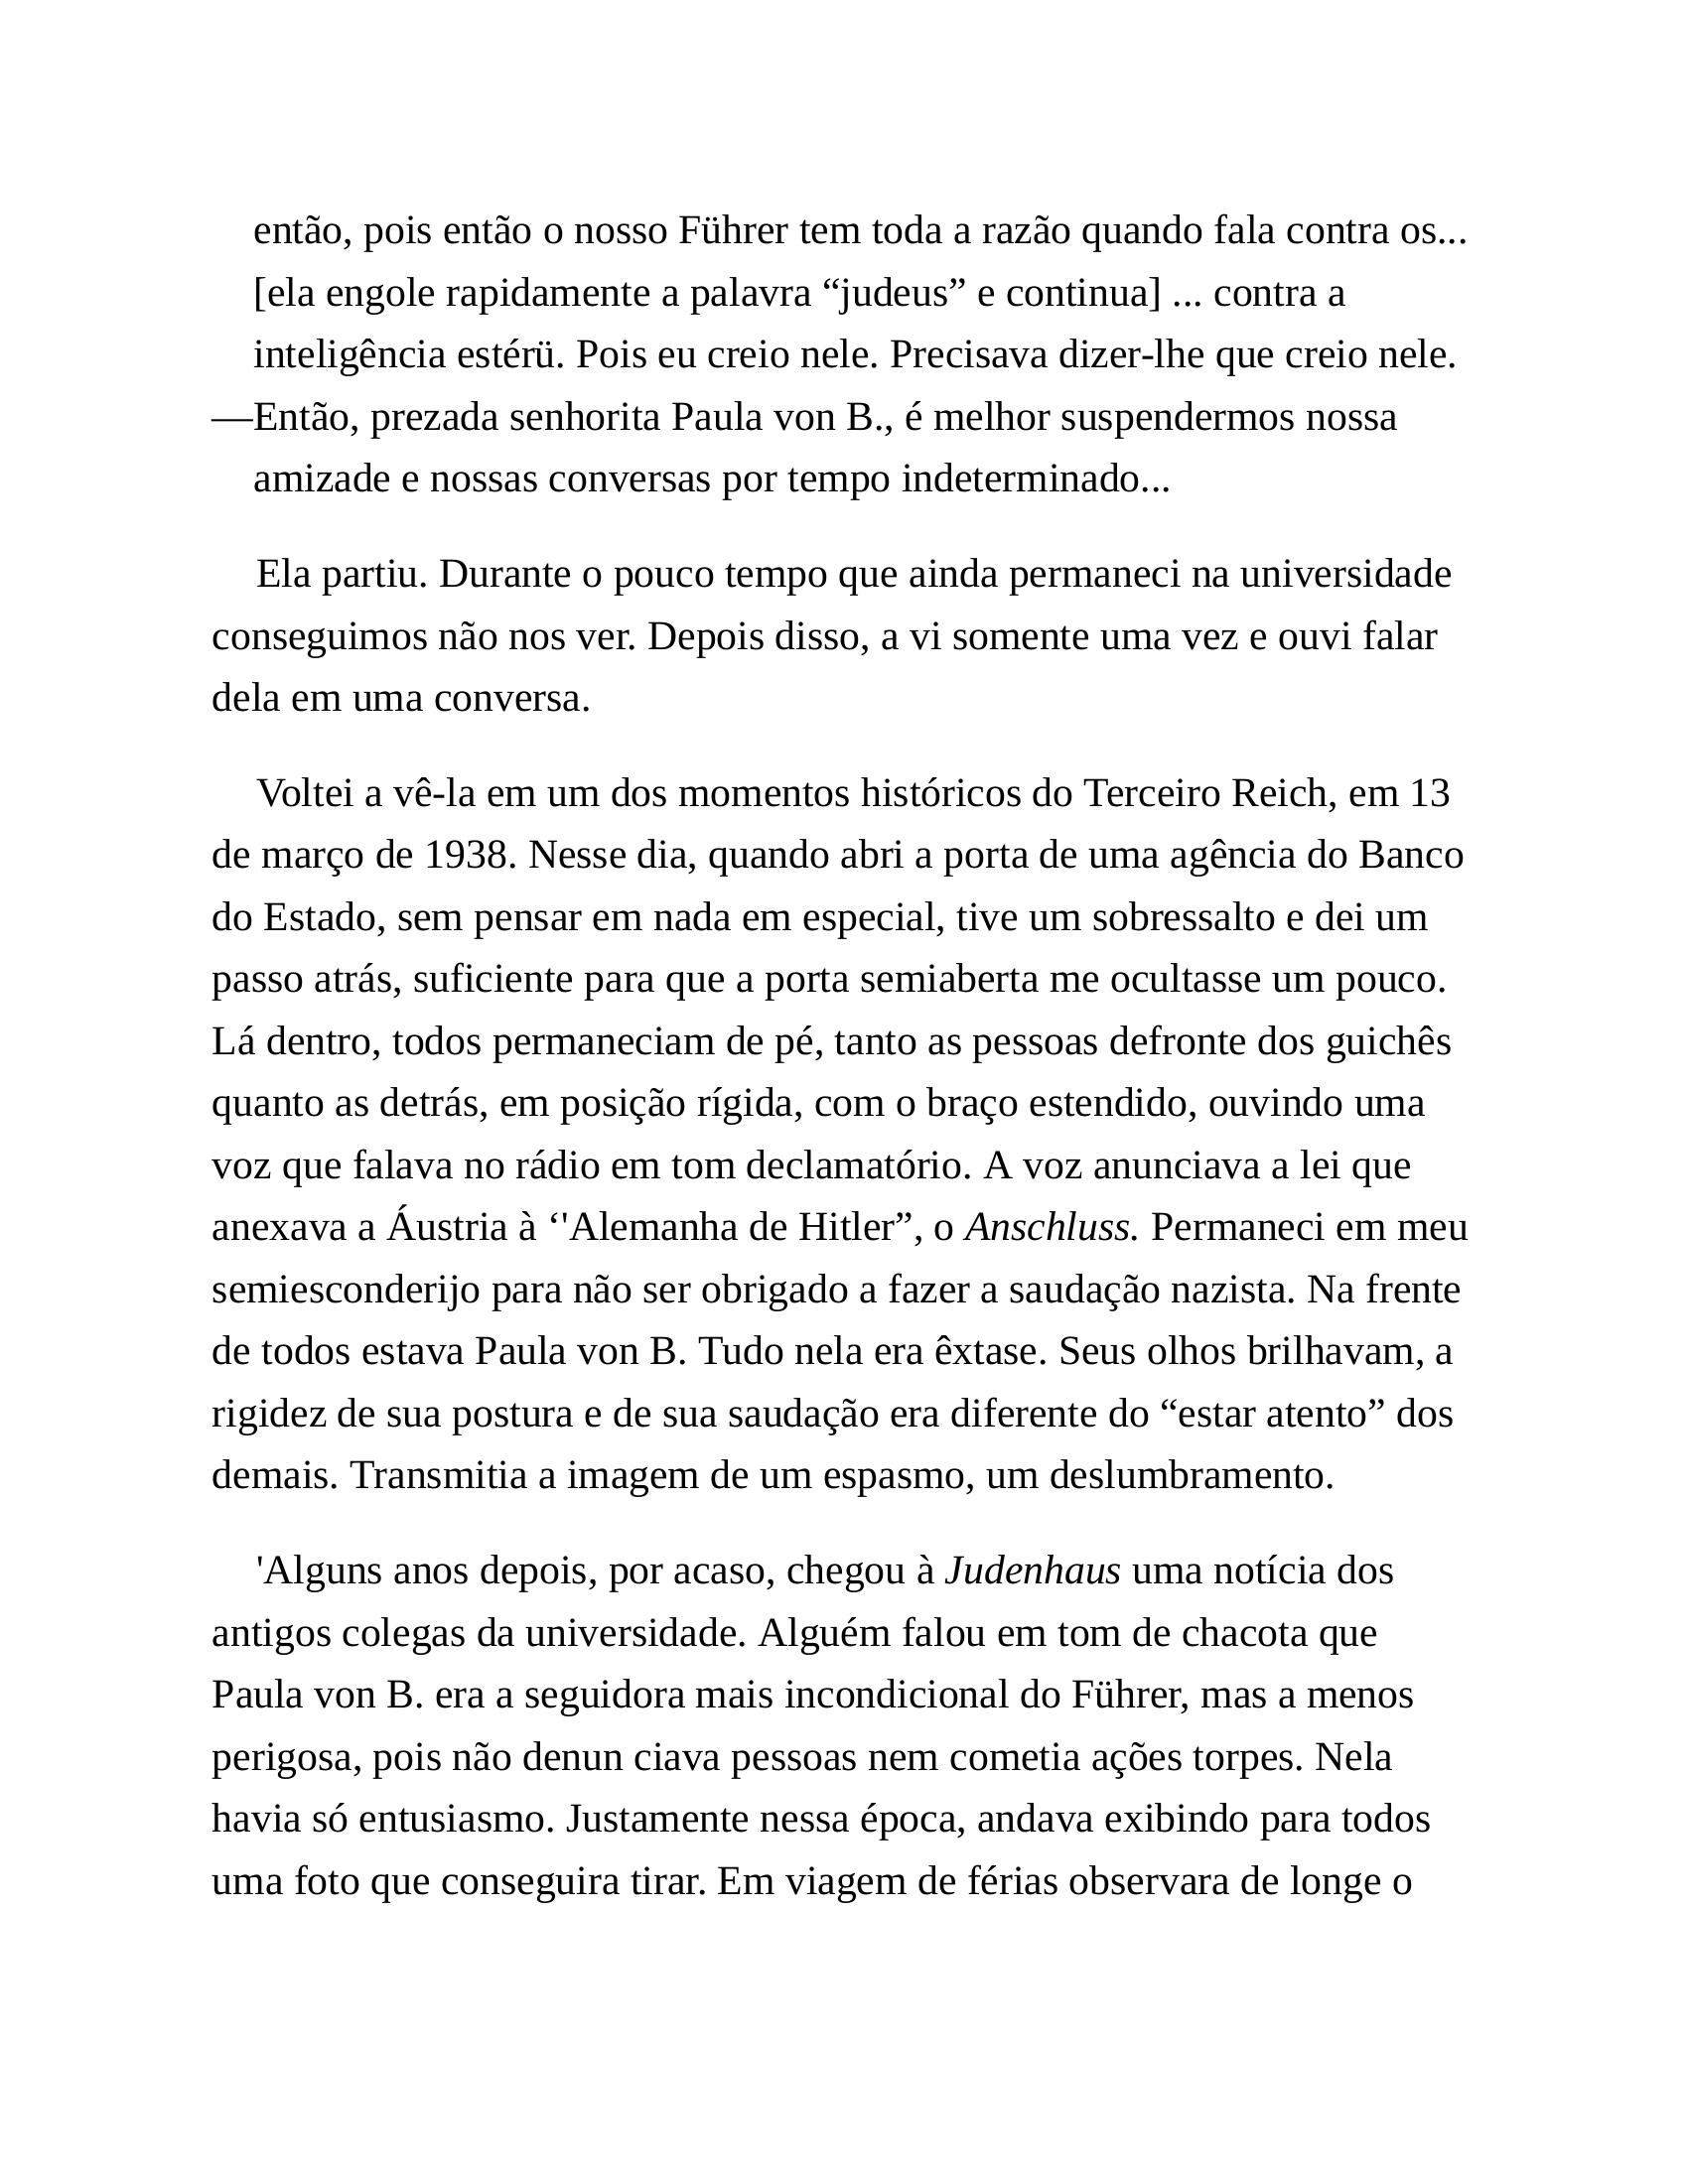 então, pois então o nosso Führer tem toda a razão quando fala contra os...
[ela engole rapidamente a palavra “judeus” e continua] ... contra a
inteligência estérü. Pois eu creio nele. Precisava dizer-lhe que creio nele.
—Então, prezada senhorita Paula von B., é melhor suspendermos nossa
amizade e nossas conversas por tempo indeterminado...
Ela partiu. Durante o pouco tempo que ainda permaneci na universidade
conseguimos não nos ver. Depois disso, a vi somente uma vez e ouvi falar
dela em uma conversa.
Voltei a vê-la em um dos momentos históricos do Terceiro Reich, em 13
de março de 1938. Nesse dia, quando abri a porta de uma agência do Banco
do Estado, sem pensar em nada em especial, tive um sobressalto e dei um
passo atrás, suficiente para que a porta semiaberta me ocultasse um pouco.
Lá dentro, todos permaneciam de pé, tanto as pessoas defronte dos guichês
quanto as detrás, em posição rígida, com o braço estendido, ouvindo uma
voz que falava no rádio em tom declamatório. A voz anunciava a lei que
anexava a Áustria à ‘'Alemanha de Hitler”, o Anschluss. Permaneci em meu
semiesconderijo para não ser obrigado a fazer a saudação nazista. Na frente
de todos estava Paula von B. Tudo nela era êxtase. Seus olhos brilhavam, a
rigidez de sua postura e de sua saudação era diferente do “estar atento” dos
demais. Transmitia a imagem de um espasmo, um deslumbramento.
'Alguns anos depois, por acaso, chegou à Judenhaus uma notícia dos
antigos colegas da universidade. Alguém falou em tom de chacota que
Paula von B. era a seguidora mais incondicional do Führer, mas a menos
perigosa, pois não denun ciava pessoas nem cometia ações torpes. Nela
havia só entusiasmo. Justamente nessa época, andava exibindo para todos
uma foto que conseguira tirar. Em viagem de férias observara de longe o